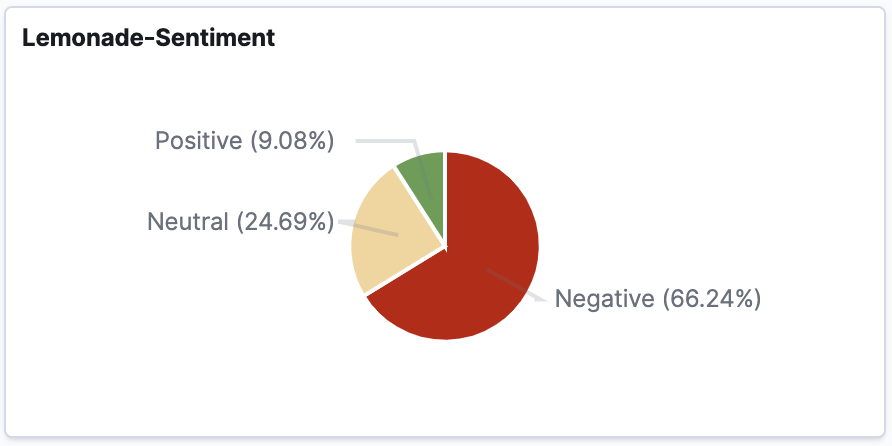 Lemonade-Sentiment
Positive (9.08%)
Neutral (24.69%)
Negative (66.24%)